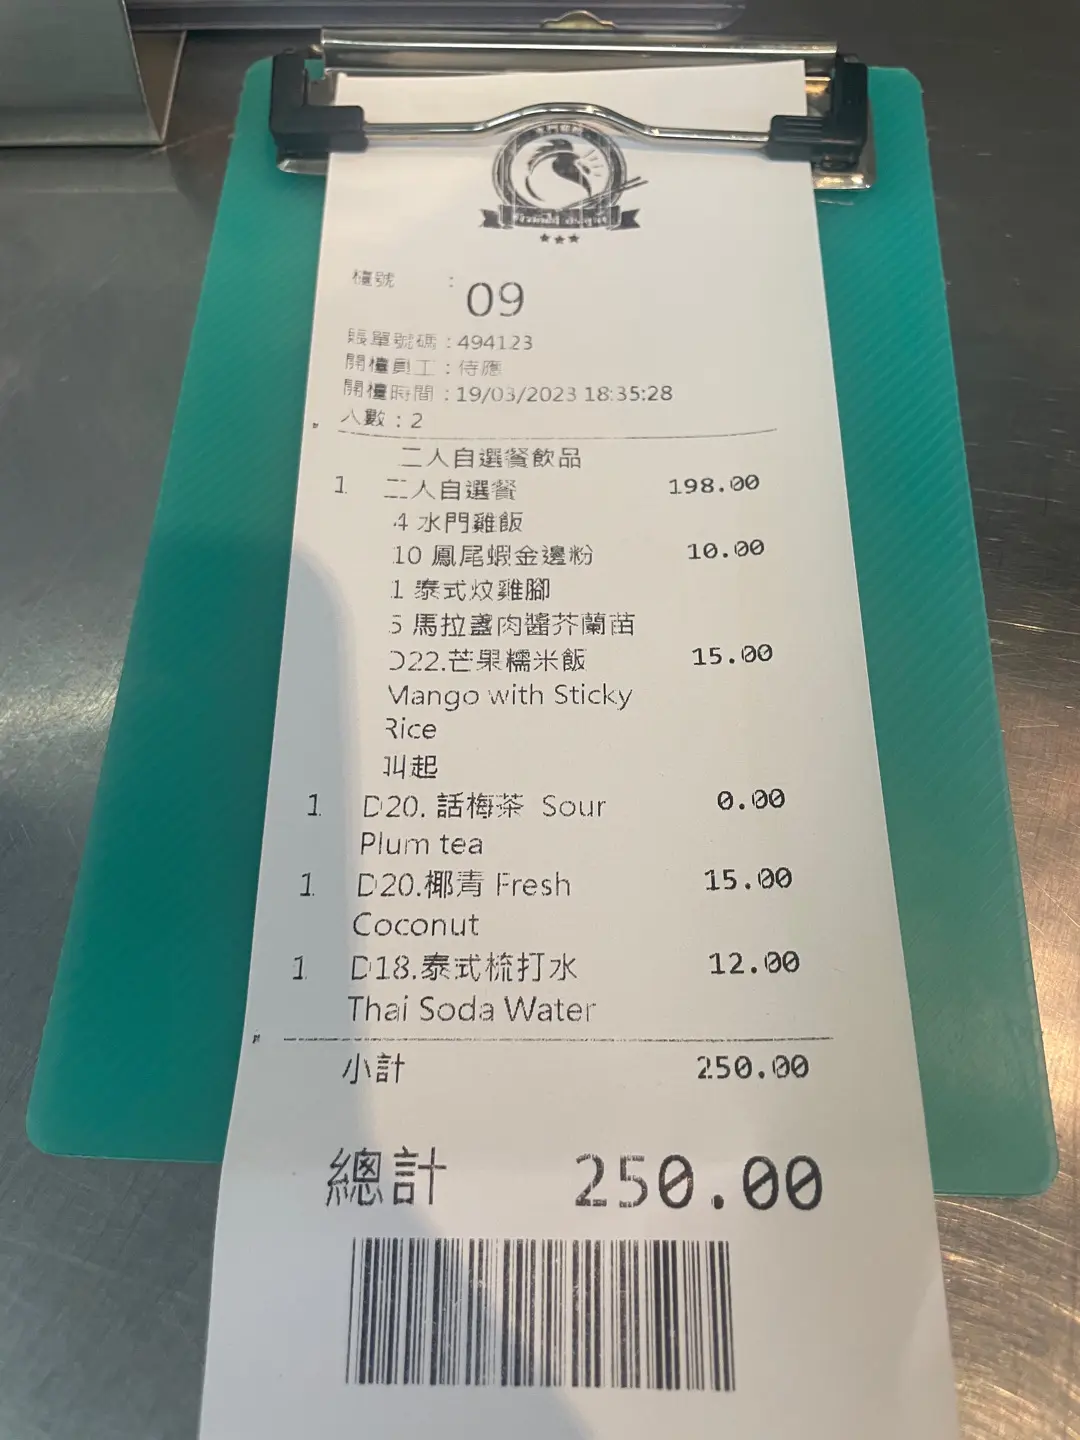 檯號 : 09
賬單號碼 : 494123
開檯員工 : 侍應
開檯時間 : 19/03/2023 18:35:28
人數 : 2
二人自選餐飲品
1 二人自選餐 198.00
4 水門雞飯
10 鳳尾蝦金邊粉 10.00
1 泰式炆雞腳
5 馬拉盞肉醬芥蘭苗
D22.芒果糯米飯 15.00
Mango with Sticky
Rice
叫起
1 D20. 話梅茶 Sour 0.00
Plum tea
1 D20.椰青 Fresh 15.00
Coconut
1 D18.泰式梳打水 12.00
Thai Soda Water
小計 250.00
總計 250.00